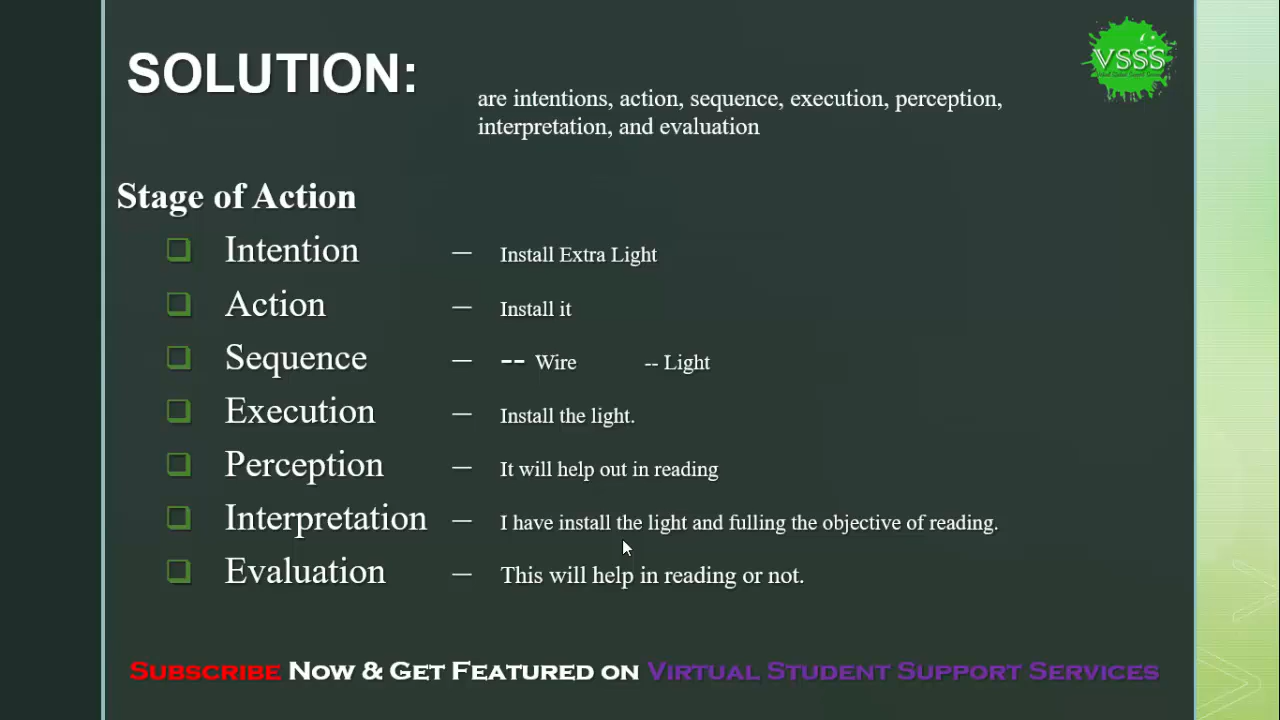 SOLUTION:
VSSS
are intentions, action, sequence, execution, perception,
interpretation, and evaluation
Stage of Action
Intention — Install Extra Light
Action — Install it
Sequence — -- Wire -- Light
Execution — Install the light.
Perception — It will help out in reading
Interpretation — I have install the light and fulling the objective of reading.
Evaluation — This will help in reading or not.
SUBSCRIBE NOW & GET FEATURED ON VIRTUAL STUDENT SUPPORT SERVICES